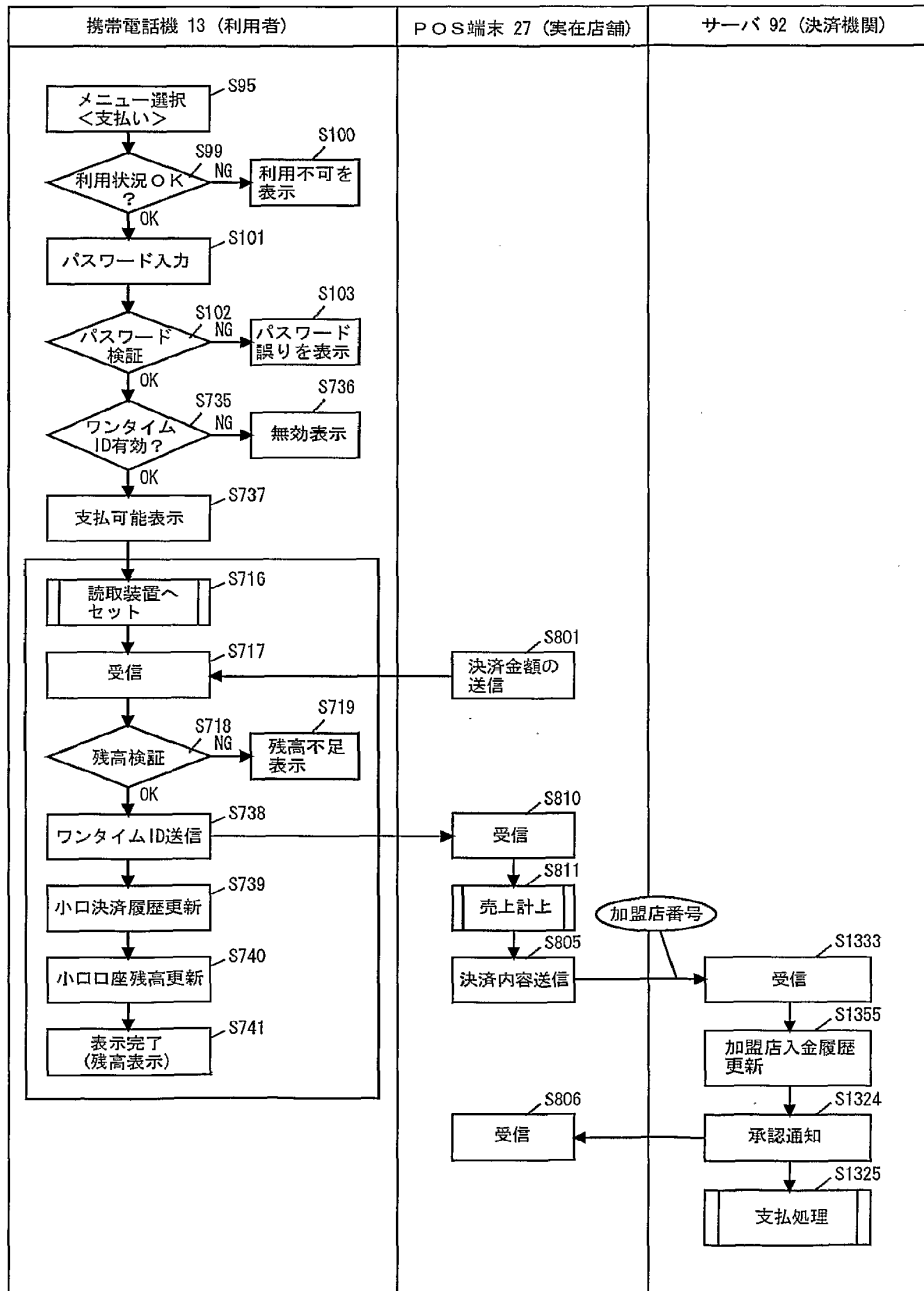 携帯電話機 13 (利用者)
POS端末 27 (実在店舗)
サーバ 92 (決済機関)
S95
メニュー選択
<支払い>
S99
利用状況OK
?
NG
OK
S100
利用不可を
表示
S101
パスワード入力
S102
パスワード
検証
NG
OK
S103
パスワード
誤りを表示
S735
ワンタイム
ID有効?
NG
OK
S736
無効表示
S737
支払可能表示
S716
読取装置へ
セット
S717
受信
S801
決済金額の
送信
S718
残高検証
NG
OK
S719
残高不足
表示
S738
ワンタイムID送信
S810
受信
S739
小口決済履歴更新
S811
売上計上
加盟店番号
S740
小口口座残高更新
S805
決済内容送信
S1333
受信
S741
表示完了
(残高表示)
S1355
加盟店入金履歴
更新
S806
受信
S1324
承認通知
S1325
支払処理